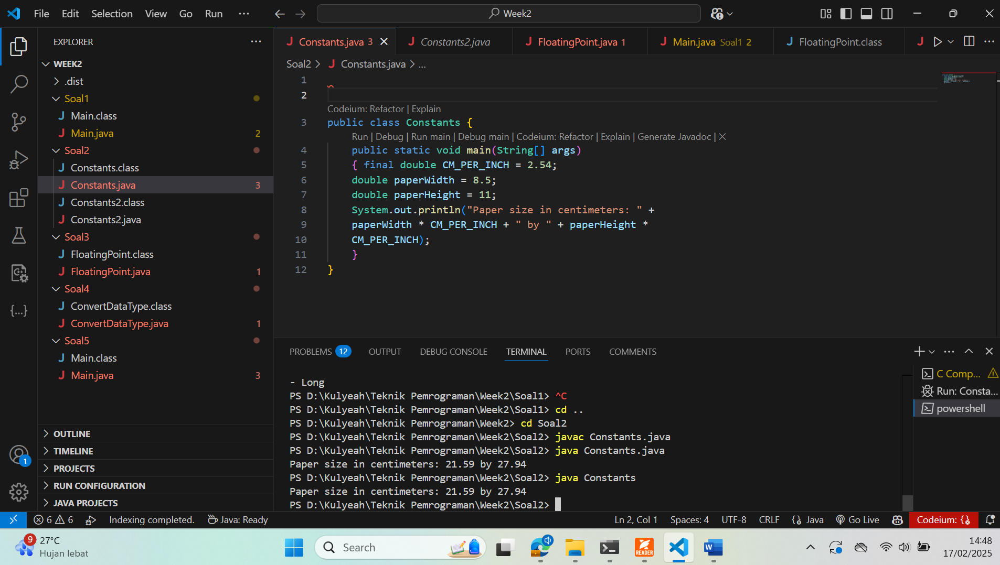 File Edit Selection View Go Run ··· Week2
EXPLORER ···
WEEK2
.dist
Soal1
Main.class
Main.java 2
Soal2
Constants.class
Constants.java 3
Constants2.class
Constants2.java
Soal3
FloatingPoint.class
FloatingPoint.java 1
Soal4
ConvertDataType.class
ConvertDataType.java 1
Soal5
Main.class
Main.java 3
OUTLINE
TIMELINE
PROJECTS
RUN CONFIGURATION
JAVA PROJECTS
1
Constants.java 3 Constants2.java FloatingPoint.java 1 Main.java Soal1 2 FloatingPoint.class ···
Soal2 > Constants.java > ...
1
2
Codeium: Refactor | Explain
3 public class Constants {
Run | Debug | Run main | Debug main | Codeium: Refactor | Explain | Generate Javadoc | ×
4 public static void main(String[] args)
5 { final double CM_PER_INCH = 2.54;
6 double paperWidth = 8.5;
7 double paperHeight = 11;
8 System.out.println("Paper size in centimeters: " +
9 paperWidth * CM_PER_INCH + " by " + paperHeight *
10 CM_PER_INCH);
11 }
12 }
PROBLEMS 12 OUTPUT DEBUG CONSOLE TERMINAL PORTS COMMENTS
- Long
PS D:\Kulyeah\Teknik Pemrograman\Week2\Soal1> ^C
PS D:\Kulyeah\Teknik Pemrograman\Week2\Soal1> cd ..
PS D:\Kulyeah\Teknik Pemrograman\Week2> cd Soal2
PS D:\Kulyeah\Teknik Pemrograman\Week2\Soal2> javac Constants.java
PS D:\Kulyeah\Teknik Pemrograman\Week2\Soal2> java Constants.java
Paper size in centimeters: 21.59 by 27.94
PS D:\Kulyeah\Teknik Pemrograman\Week2\Soal2> java Constants
Paper size in centimeters: 21.59 by 27.94
PS D:\Kulyeah\Teknik Pemrograman\Week2\Soal2>
C Comp...
Run: Consta...
powershell
6 6 Indexing completed. Java: Ready Ln 2, Col 1 Spaces: 4 UTF-8 CRLF {} Java Go Live Codeium: {}
9 27°C
Hujan lebat
Search
READER
W
14:48
17/02/2025